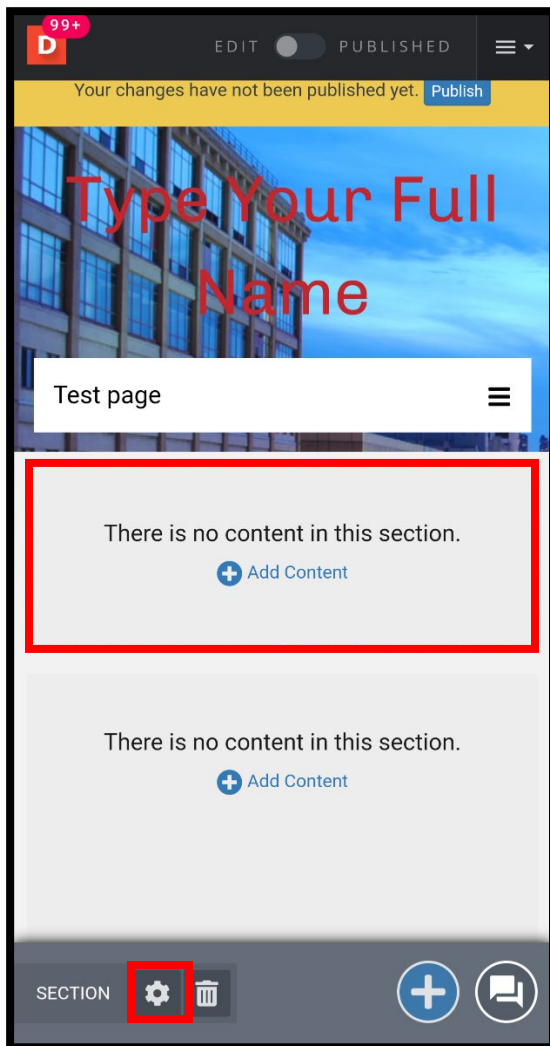 99+
D
EDIT PUBLISHED
Your changes have not been published yet. Publish
Type Your Full
Name
Test page
There is no content in this section.
Add Content
There is no content in this section.
Add Content
SECTION